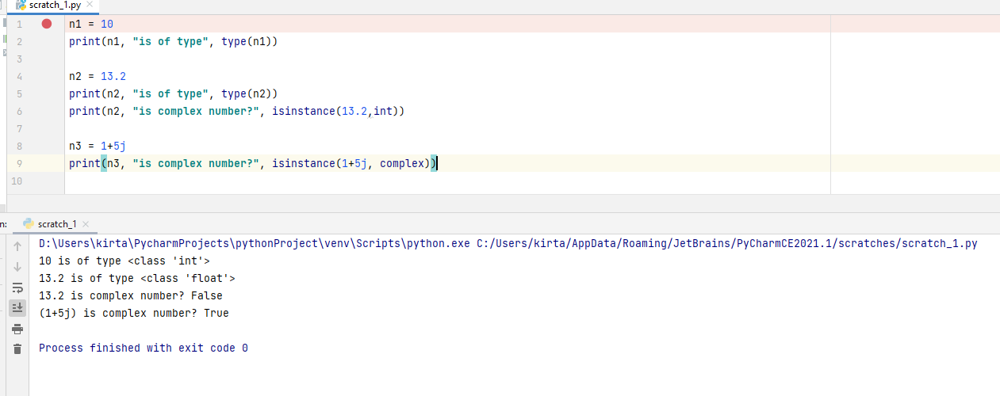 scratch_1.py
1 n1 = 10
2 print(n1, "is of type", type(n1))
3
4 n2 = 13.2
5 print(n2, "is of type", type(n2))
6 print(n2, "is complex number?", isinstance(13.2,int))
7
8 n3 = 1+5j
9 print(n3, "is complex number?", isinstance(1+5j, complex))
10
n: scratch_1
D:\Users\kirta\PycharmProjects\pythonProject\venv\Scripts\python.exe C:/Users/kirta/AppData/Roaming/JetBrains/PyCharmCE2021.1/scratches/scratch_1.py
10 is of type <class 'int'>
13.2 is of type <class 'float'>
13.2 is complex number? False
(1+5j) is complex number? True
Process finished with exit code 0